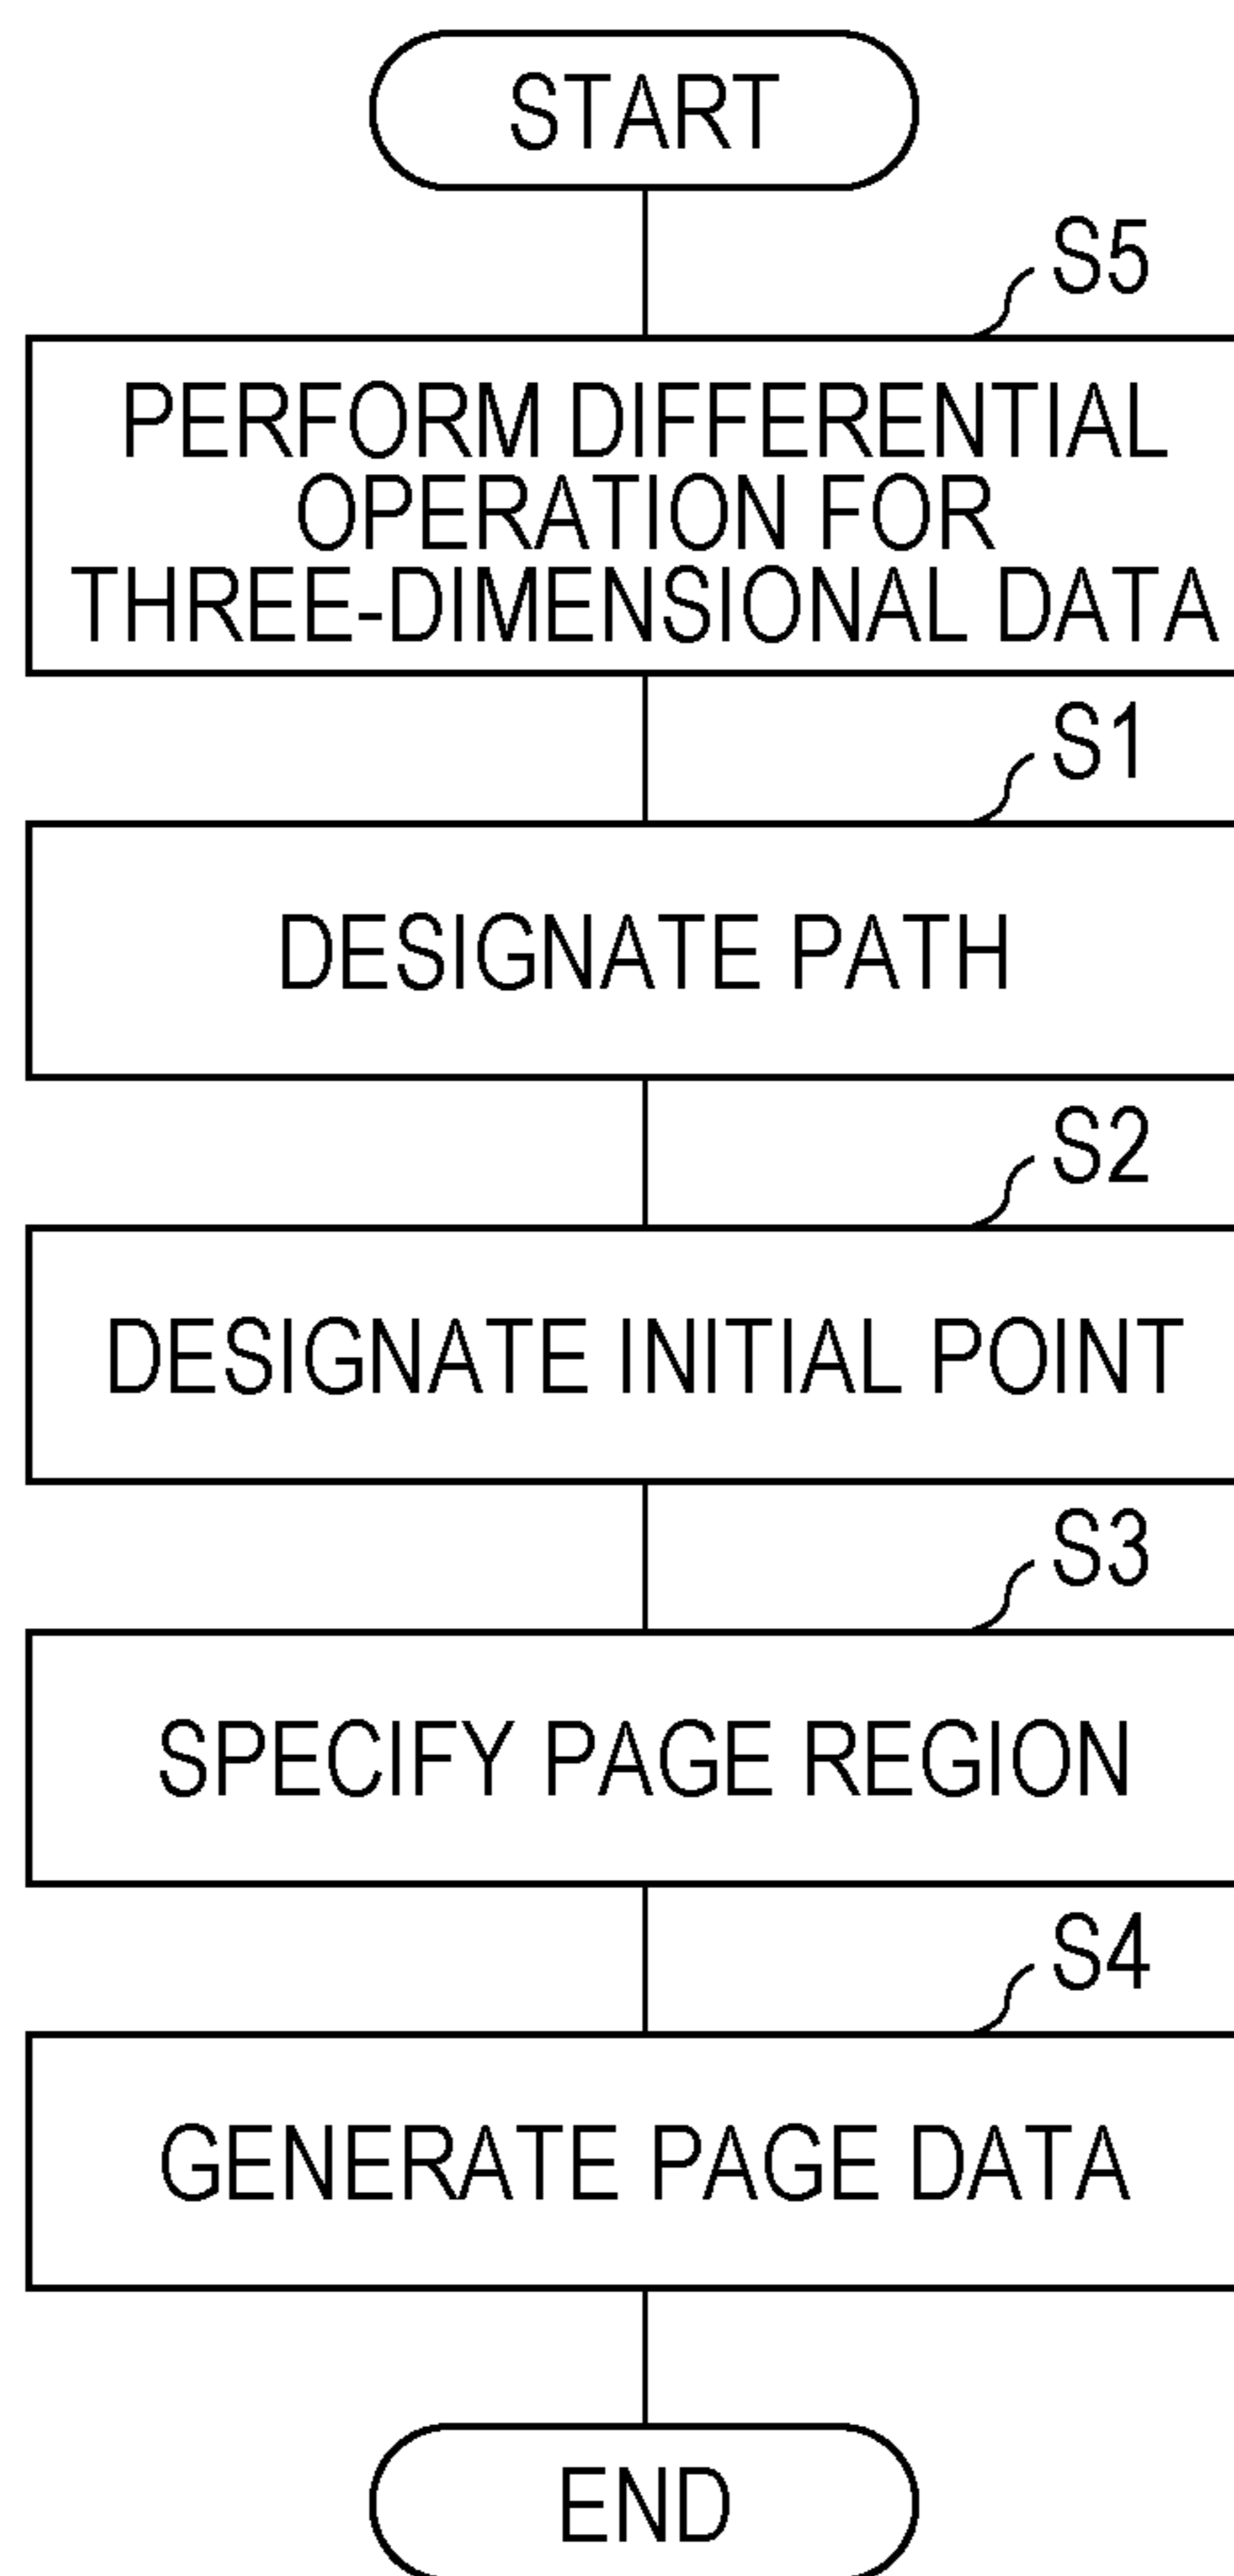 START
S5
PERFORM DIFFERENTIAL
OPERATION FOR
THREE-DIMENSIONAL DATA
S1
DESIGNATE PATH
S2
DESIGNATE INITIAL POINT
S3
SPECIFY PAGE REGION
S4
GENERATE PAGE DATA
END